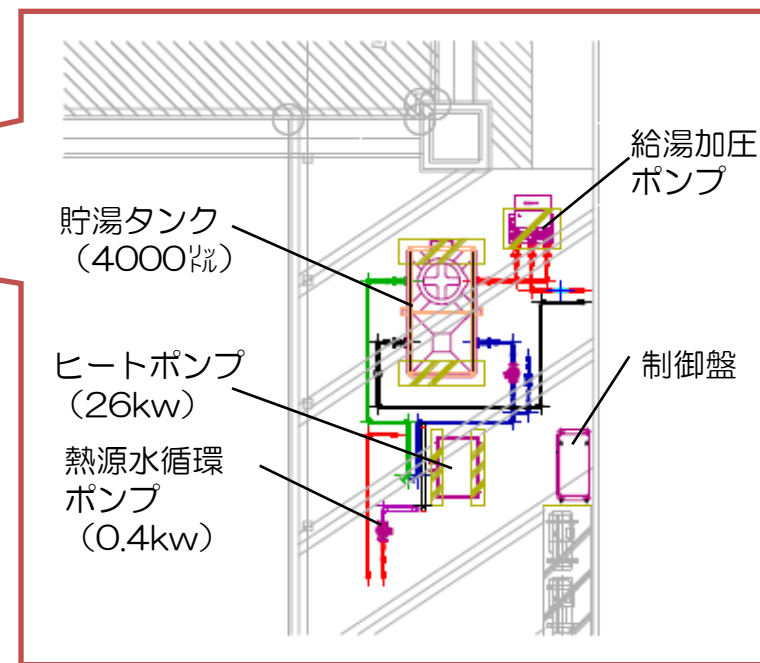 給湯加圧
ポンプ
貯湯タンク
（4000㍑）
ヒートポンプ
（26kw）
制御盤
熱源水循環
ポンプ
（0.4kw）